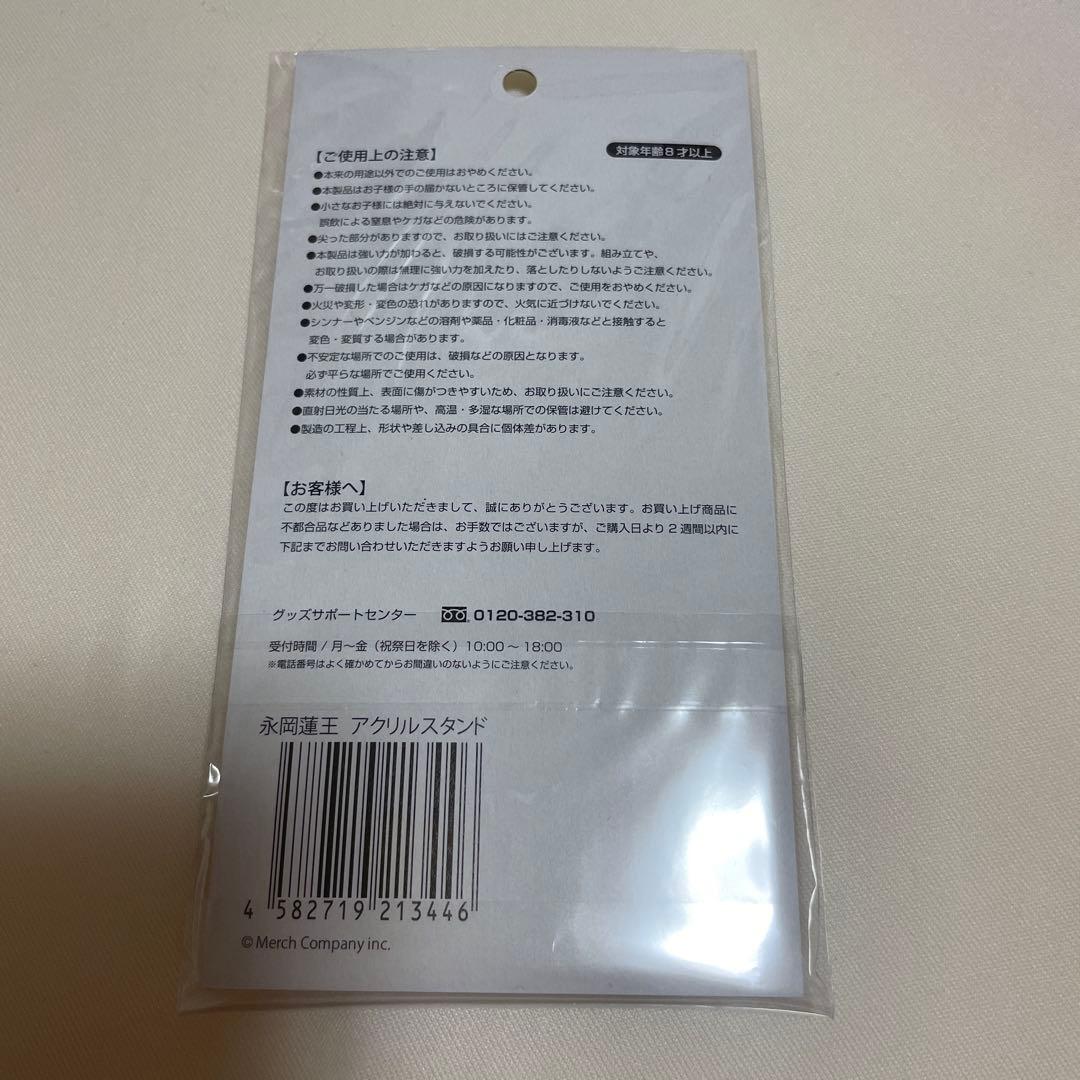 【ご使用上の注意】
対象年齢8才以上
●本来の用途以外でのご使用はおやめください。
●本製品はお子様の手の届かないところに保管してください。
●小さなお子様には絶対に与えないでください。
誤飲による窒息やケガなどの危険があります。
●尖った部分がありますので、お取り扱いにはご注意ください。
●本製品は強い力が加わると、破損する可能性がございます。組み立てや、
お取り扱いの際は無理に強い力を加えたり、落としたりしないようご注意ください。
●万一破損した場合はケガなどの原因になりますので、ご使用をおやめください。
●火災や変形・変色の恐れがありますので、火気に近づけないでください。
●シンナーやベンジンなどの溶剤や薬品・化粧品・消毒液などと接触すると
変色・変質する場合があります。
●不安定な場所でのご使用は、破損などの原因となります。
必ず平らな場所でご使用ください。
●素材の性質上、表面に傷がつきやすいため、お取り扱いにご注意ください。
●直射日光の当たる場所や、高温・多湿な場所での保管は避けてください。
●製造の工程上、形状や差し込みの具合に個体差があります。
【お客様へ】
この度はお買い上げいただきまして、誠にありがとうございます。お買い上げ商品に
不都合品などありました場合は、お手数ではございますが、ご購入日より2週間以内に
下記までお問い合わせいただきますようお願い申し上げます。
グッズサポートセンター 0120-382-310
受付時間/月〜金(祝祭日を除く)10:00〜18:00
※電話番号はよく確かめてからお間違いのないようにご注意ください。
永岡蓮王 アクリルスタンド
4 582719 213446
©Merch Company inc.